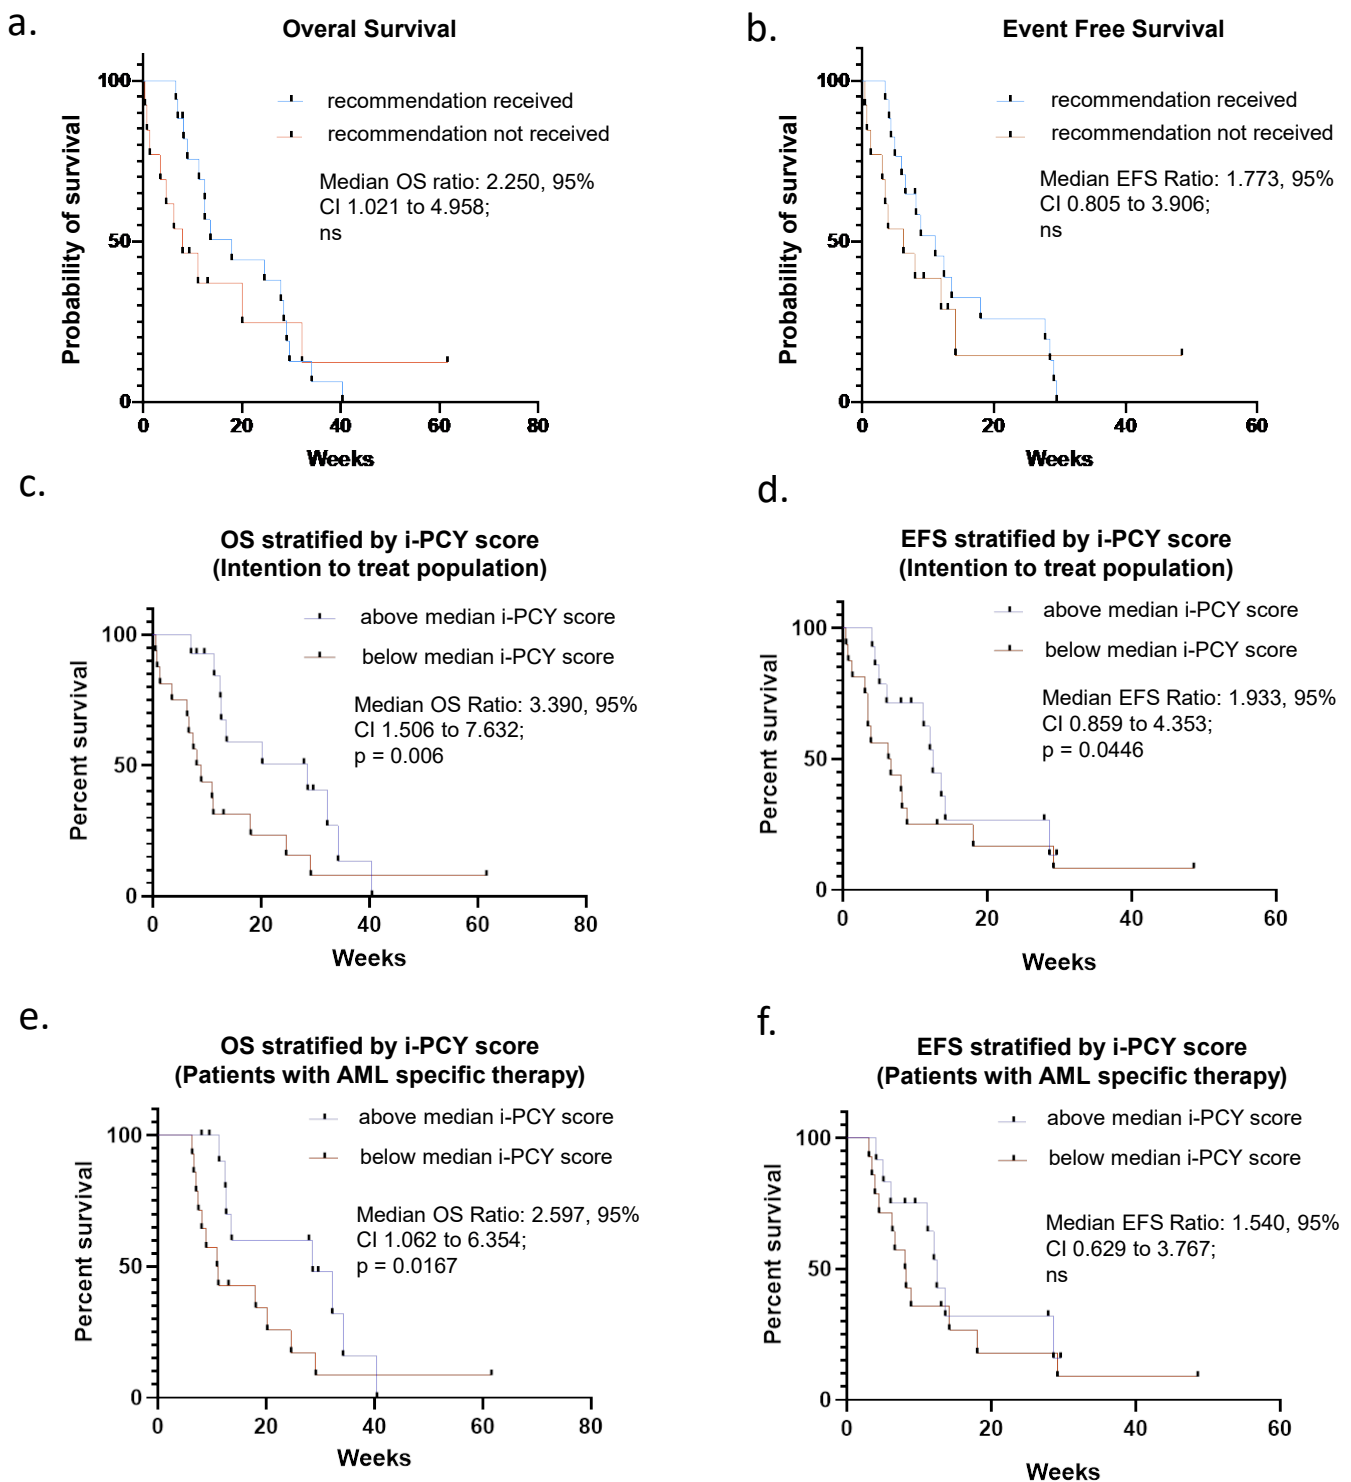 a.
Overal Survival
100
50
0
Probability of survival
recommendation received
recommendation not received
Median OS ratio: 2.250, 95%
CI 1.021 to 4.958;
ns
0 20 40 60 80
Weeks
b.
Event Free Survival
100
50
0
Probability of survival
recommendation received
recommendation not received
Median EFS Ratio: 1.773, 95%
CI 0.805 to 3.906;
ns
0 20 40 60
Weeks
c.
OS stratified by i-PCY score
(Intention to treat population)
100
50
0
Percent survival
above median i-PCY score
below median i-PCY score
Median OS Ratio: 3.390, 95%
CI 1.506 to 7.632;
p = 0.006
0 20 40 60 80
Weeks
d.
EFS stratified by i-PCY score
(Intention to treat population)
100
50
0
Percent survival
above median i-PCY score
below median i-PCY score
Median EFS Ratio: 1.933, 95%
CI 0.859 to 4.353;
p = 0.0446
0 20 40 60
Weeks
e.
OS stratified by i-PCY score
(Patients with AML specific therapy)
100
50
0
Percent survival
above median i-PCY score
below median i-PCY score
Median OS Ratio: 2.597, 95%
CI 1.062 to 6.354;
p = 0.0167
0 20 40 60 80
Weeks
f.
EFS stratified by i-PCY score
(Patients with AML specific therapy)
100
50
0
Percent survival
above median i-PCY score
below median i-PCY score
Median EFS Ratio: 1.540, 95%
CI 0.629 to 3.767;
ns
0 20 40 60
Weeks